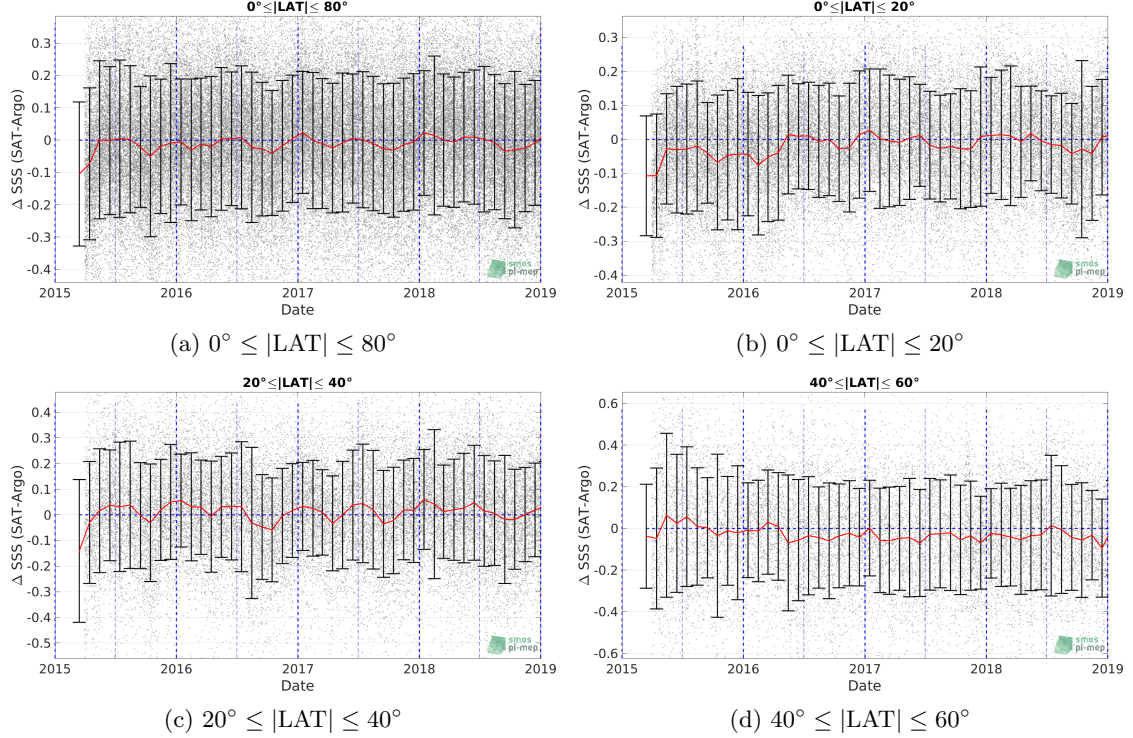 0°≤|LAT|≤ 80°
0.3
0.2
0.1
0
-0.1
-0.2
-0.3
-0.4
Δ SSS (SAT-Argo)
2015 2016 2017 2018 2019
Date
smos
pi-mep
(a) 0° ≤ |LAT| ≤ 80°
0°≤|LAT|≤ 20°
0.3
0.2
0.1
0
-0.1
-0.2
-0.3
-0.4
Δ SSS (SAT-Argo)
2015 2016 2017 2018 2019
Date
smos
pi-mep
(b) 0° ≤ |LAT| ≤ 20°
20°≤|LAT|≤ 40°
0.4
0.3
0.2
0.1
0
-0.1
-0.2
-0.3
-0.4
-0.5
Δ SSS (SAT-Argo)
2015 2016 2017 2018 2019
Date
smos
pi-mep
(c) 20° ≤ |LAT| ≤ 40°
40°≤|LAT|≤ 60°
0.6
0.4
0.2
0
-0.2
-0.4
-0.6
Δ SSS (SAT-Argo)
2015 2016 2017 2018 2019
Date
smos
pi-mep
(d) 40° ≤ |LAT| ≤ 60°